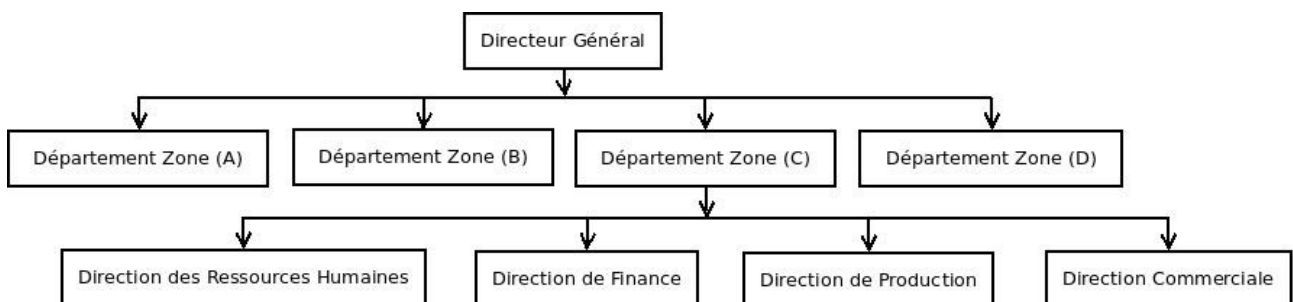 Directeur Général
Département Zone (A)
Département Zone (B)
Département Zone (C)
Département Zone (D)
Direction des Ressources Humaines
Direction de Finance
Direction de Production
Direction Commerciale